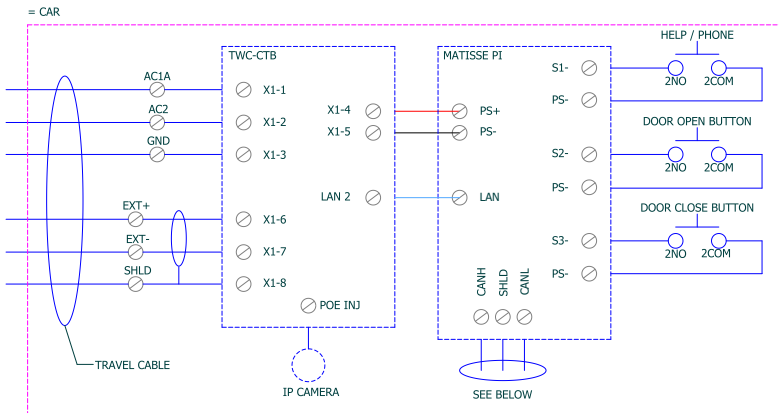 = CAR
HELP / PHONE
TWC-CTB
MATISSE PI
S1-
2NO
2COM
AC1A
X1-1
PS-
AC2
X1-4
PS+
X1-2
DOOR OPEN BUTTON
X1-5
PS-
GND
X1-3
S2-
2NO
2COM
PS-
LAN 2
LAN
EXT+
X1-6
DOOR CLOSE BUTTON
EXT-
X1-7
S3-
2NO
2COM
SHLD
X1-8
CANH
SHLD
CANL
PS-
POE INJ
TRAVEL CABLE
IP CAMERA
SEE BELOW